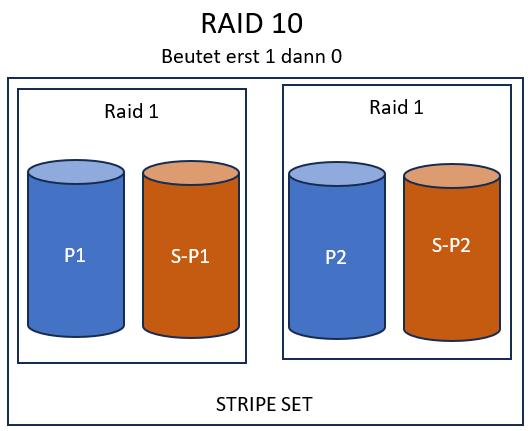 RAID 10
Beutet erst 1 dann 0
Raid 1
Raid 1
P1
S-P1
P2
S-P2
STRIPE SET